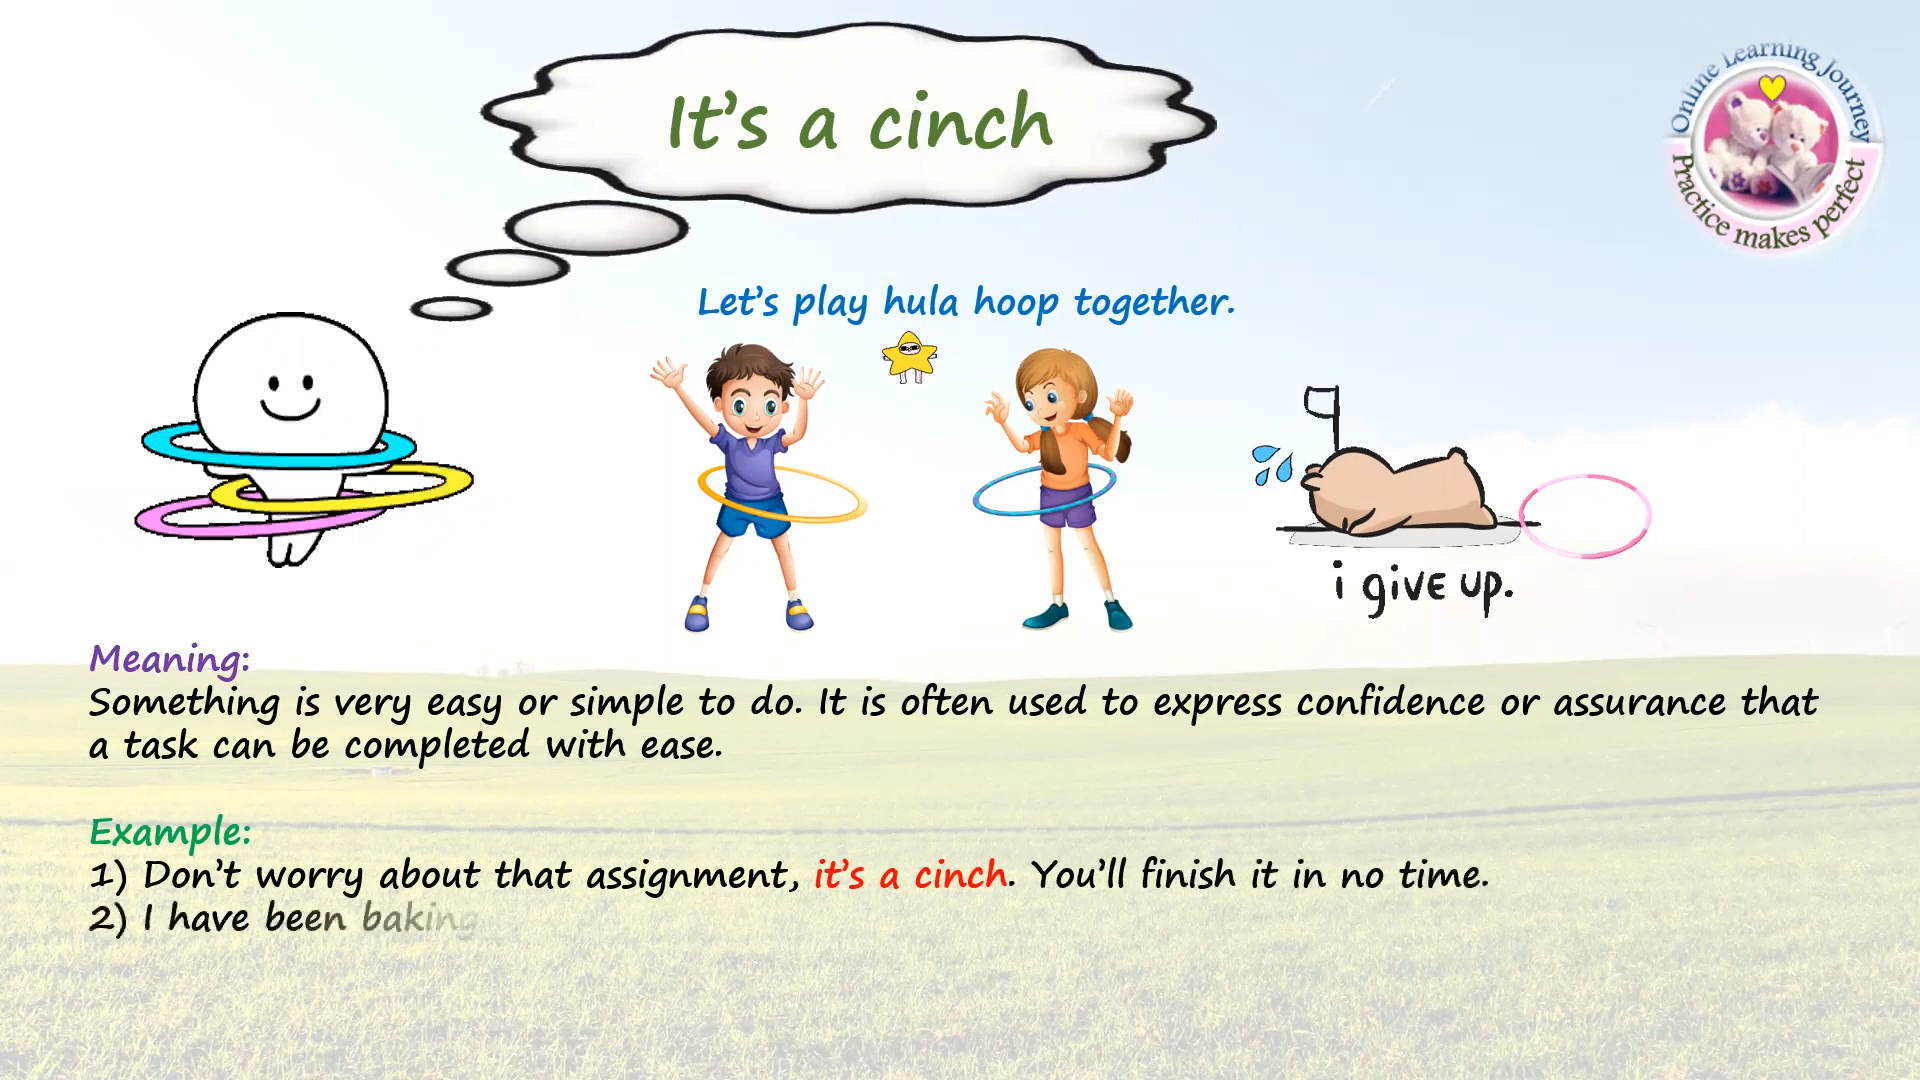 It's a cinch
Online Learning Journey
Practice makes perfect
Let's play hula hoop together.
i give up.
Meaning:
Something is very easy or simple to do. It is often used to express confidence or assurance that
a task can be completed with ease.
Example:
1) Don't worry about that assignment, it's a cinch. You'll finish it in no time.
2) I have been baking